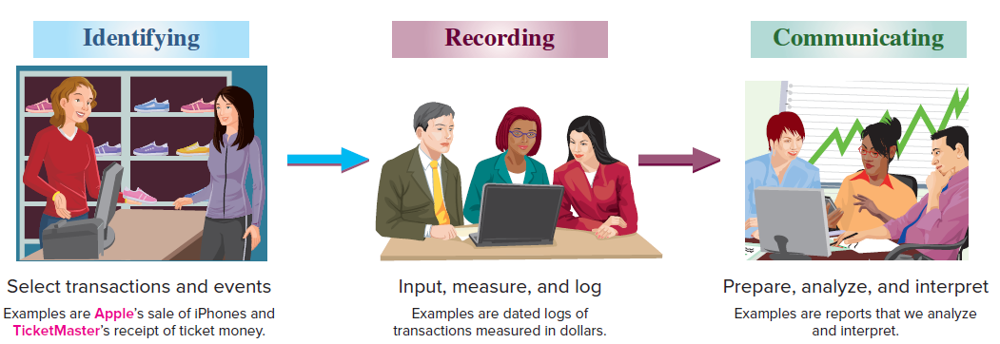 Identifying
Recording
Communicating
Select transactions and events
Examples are Apple's sale of iPhones and
TicketMaster's receipt of ticket money.
Input, measure, and log
Examples are dated logs of
transactions measured in dollars.
Prepare, analyze, and interpret
Examples are reports that we analyze
and interpret.